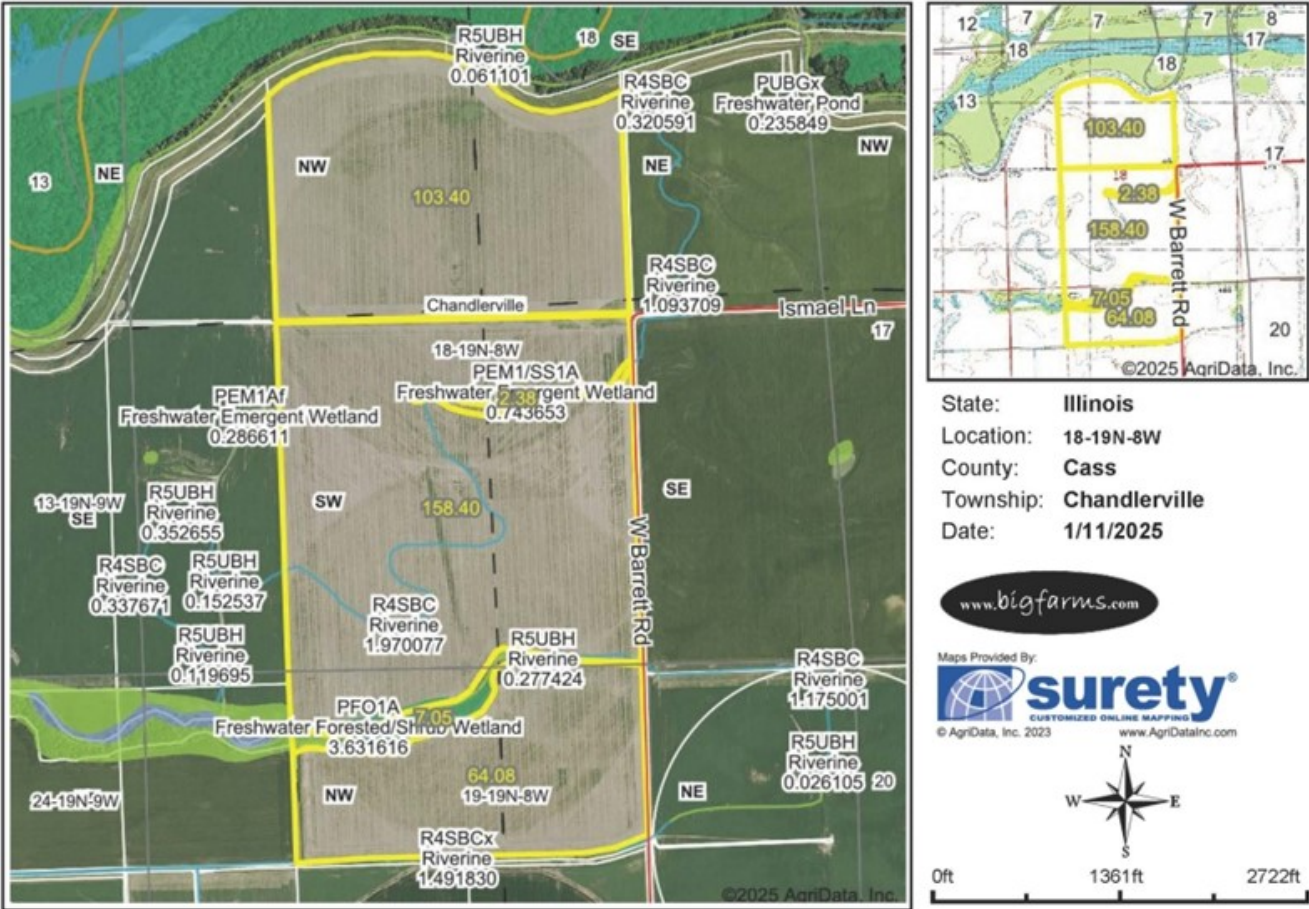 R5UBH
Riverine
0.061101
18
SE
R4SBC
Riverine
0.320591
PUBGx
Freshwater Pond
0.235849
NW
13
NE
NW
NE
103.40
R4SBC
Riverine
1.093709
Chandlerville
Ismael Ln
17
18-19N-8W
PEM1/SS1A
Freshwater Emergent Wetland
2.38
0.743653
PEM1Af
Freshwater Emergent Wetland
0.286611
13-19N-9W
SE
R5UBH
Riverine
0.352655
SW
158.40
SE
W Barrett Rd
R4SBC
Riverine
0.337671
R5UBH
Riverine
0.152537
R4SBC
Riverine
1.970077
R5UBH
Riverine
0.119695
R5UBH
Riverine
0.277424
R4SBC
Riverine
1.175001
PFO1A
7.05
Freshwater Forested/Shrub Wetland
3.631616
R5UBH
Riverine
0.026105
20
64.08
24-19N-9W
NW
19-19N-8W
NE
R4SBCx
Riverine
1.491830
©2025 AgriData, Inc.
12
7
7
7
8
18
17
18
13
103.40
17
18
2.38
158.40
W Barrett Rd
7.05
64.08
20
©2025 AgriData, Inc.
State: Illinois
Location: 18-19N-8W
County: Cass
Township: Chandlerville
Date: 1/11/2025
www.bigfarms.com
Maps Provided By:
surety®
CUSTOMIZED ONLINE MAPPING
© AgriData, Inc. 2023 www.AgriDataInc.com
N
W E
S
0ft 1361ft 2722ft